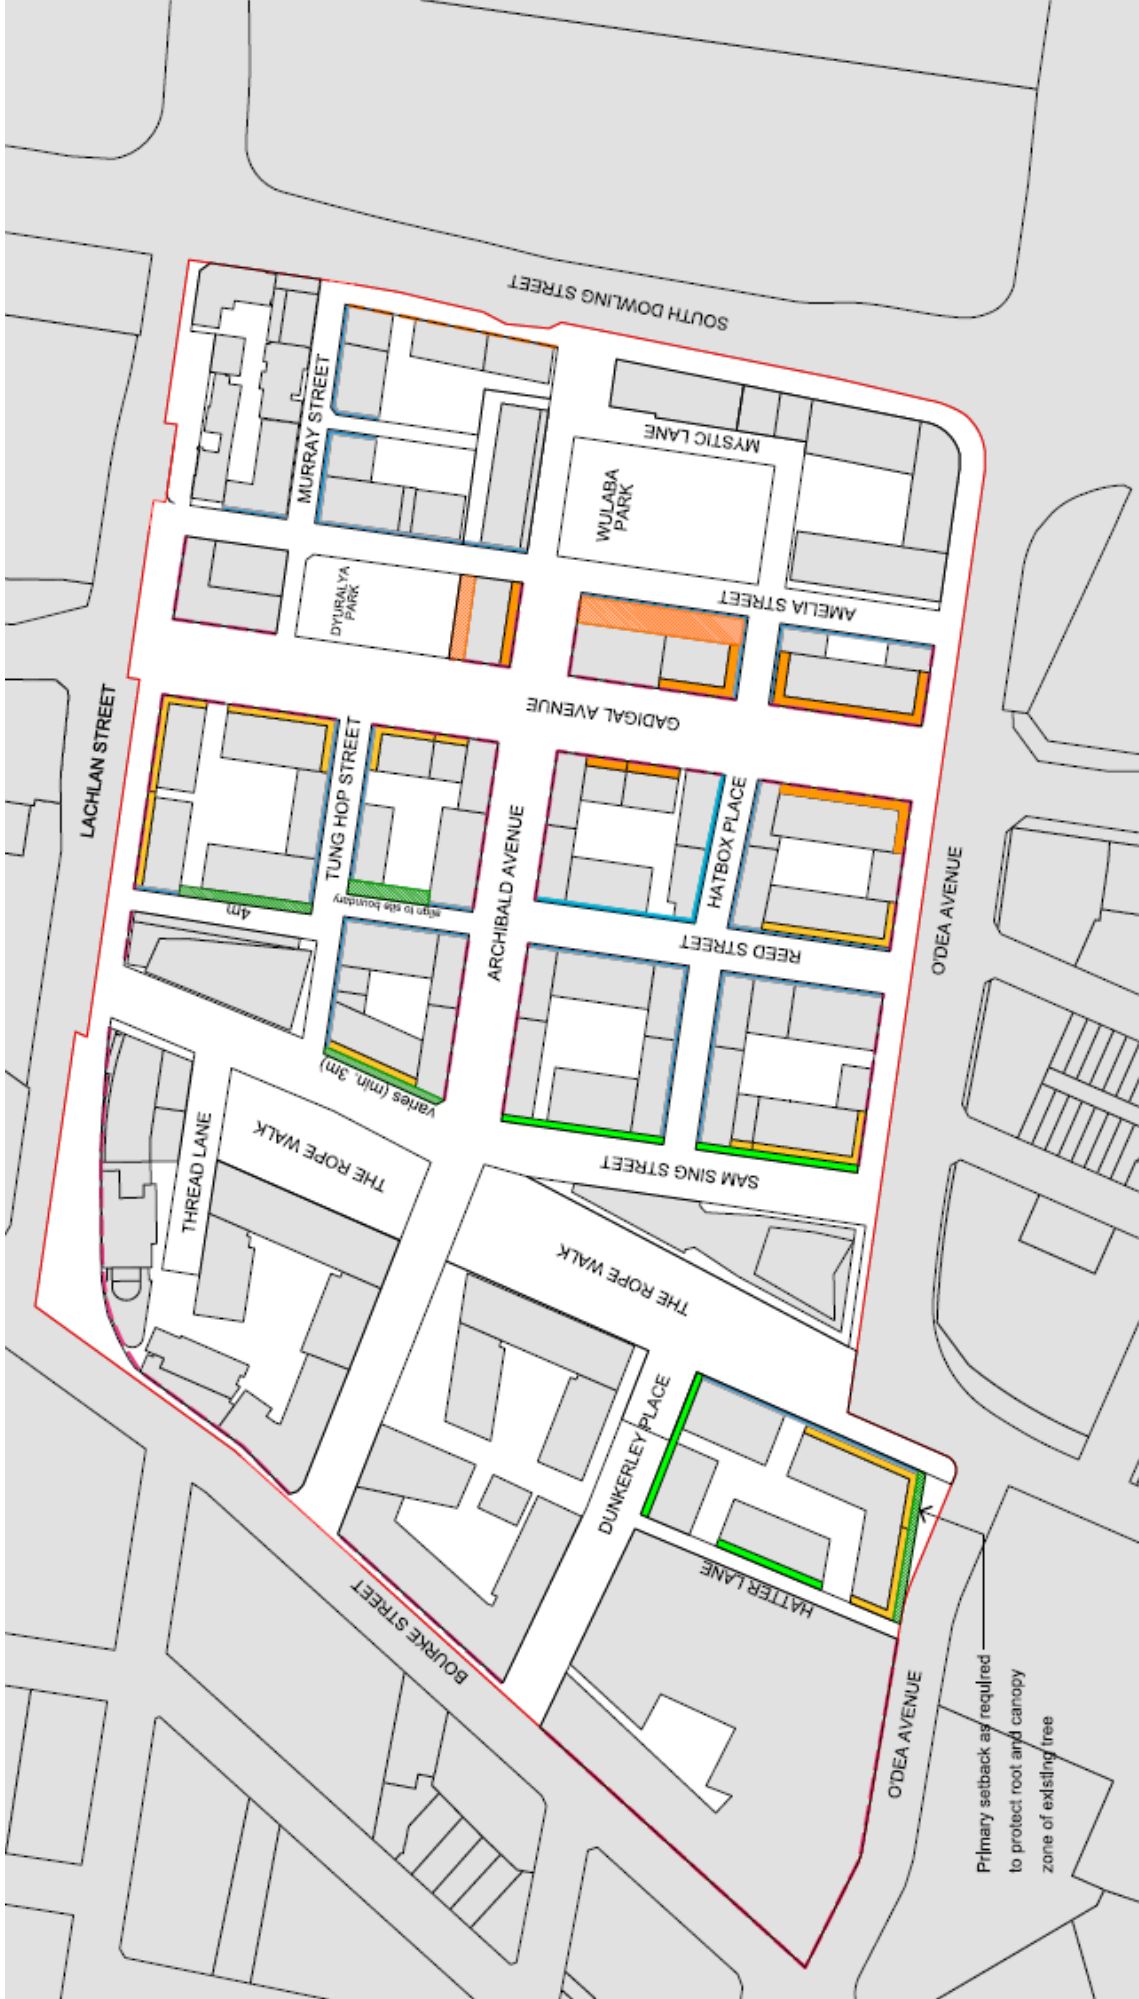 SOUTH DOWLING STREET
MURRAY STREET
MYSTIC LANE
WULABA
PARK
DYURALYA
PARK
AMELIA STREET
GADIGAL AVENUE
LACHLAN STREET
TUNG HOP STREET
HATBOX PLACE
ARCHIBALD AVENUE
4m
align to site boundary
REED STREET
O'DEA AVENUE
varies (min. 3m)
THREAD LANE
THE ROPE WALK
SAM SING STREET
THE ROPE WALK
DUNKERLEY PLACE
HATTER LANE
BOURKE STREET
O'DEA AVENUE
Primary setback as required
to protect root and canopy
zone of existing tree